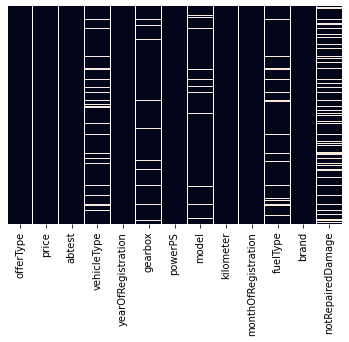 offerType
price
abtest
vehicleType
yearOfRegistration
gearbox
powerPS
model
kilometer
monthOfRegistration
fuelType
brand
notRepairedDamage